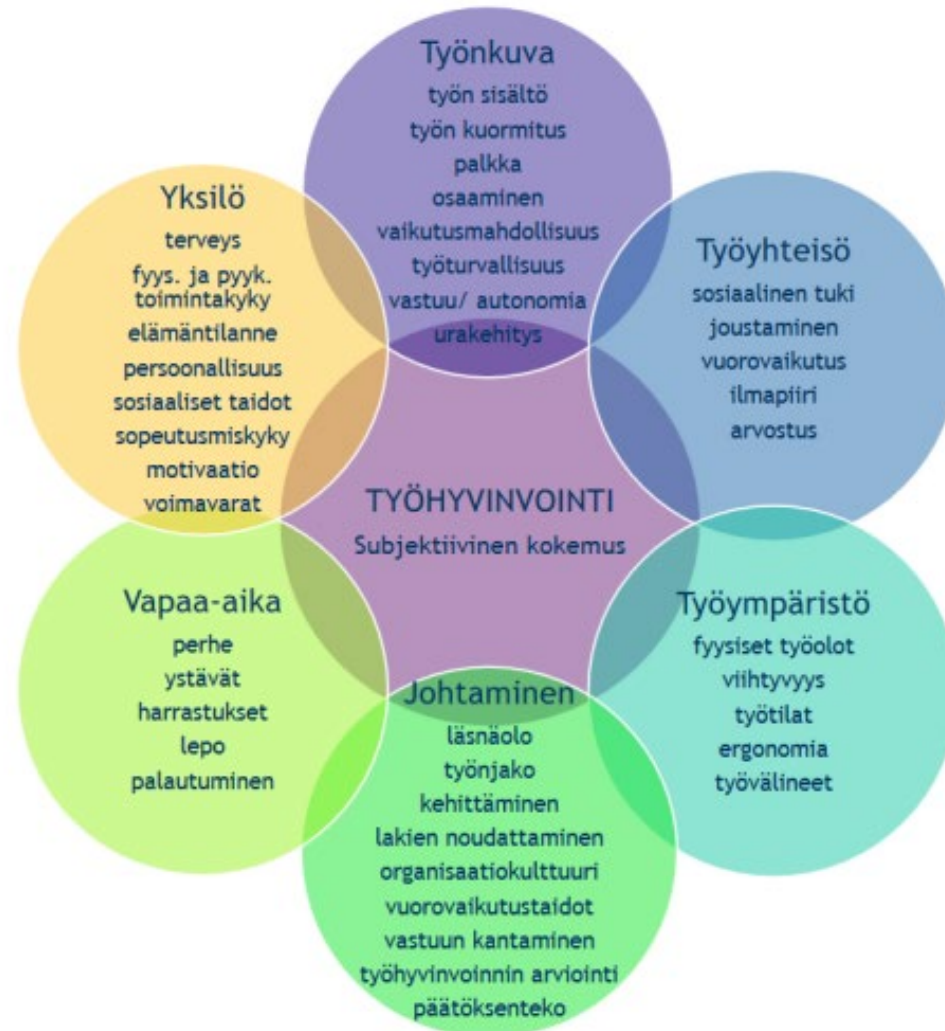 Työnkuva
työn sisältö
työn kuormitus
palkka
osaaminen
vaikutusmahdollisuus
työturvallisuus
vastuu/ autonomia
urakehitys
Yksilö
terveys
fyys. ja pyyk.
toimintakyky
elämäntilanne
persoonallisuus
sosiaaliset taidot
sopeutusmiskyky
motivaatio
voimavarat
Työyhteisö
sosiaalinen tuki
joustaminen
vuorovaikutus
ilmapiiri
arvostus
TYÖHYVINVOINTI
Subjektiivinen kokemus
Vapaa-aika
perhe
ystävät
harrastukset
lepo
palautuminen
Työympäristö
fyysiset työolot
viihtyvyys
työtilat
ergonomia
työvälineet
Johtaminen
läsnäolo
työnjako
kehittäminen
lakien noudattaminen
organisaatiokulttuuri
vuorovaikutustaidot
vastuun kantaminen
työhyvinvoinnin arviointi
päätöksenteko